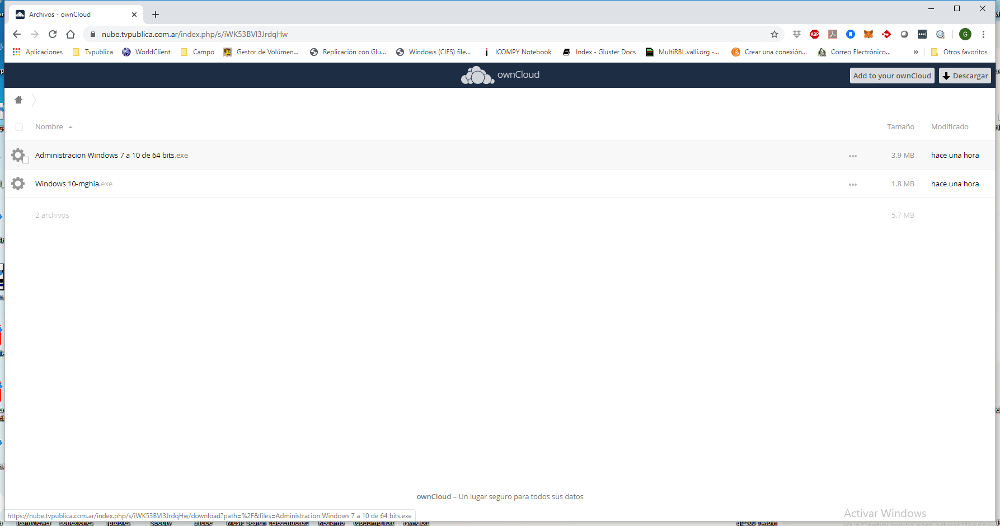 Archivos - ownCloud
nube.tvpublica.com.ar/index.php/s/iWK53BVI3JrdqHw
ABP
G
Aplicaciones Tvpublica WorldClient Campo Gestor de Volúmen... Replicación con Glu... Windows (CIFS) file... ICOMPY Notebook Index - Gluster Docs MultiRBL.valli.org -... Crear una conexión... Correo Electrónico... » Otros favoritos
ownCloud
Add to your ownCloud Descargar
Nombre Tamaño Modificado
Administracion Windows 7 a 10 de 64 bits.exe ... 3.9 MB hace una hora
Windows 10-mghia.exe ... 1.8 MB hace una hora
2 archivos 5.7 MB
ownCloud – Un lugar seguro para todos sus datos
https://nube.tvpublica.com.ar/index.php/s/iWK53BVI3JrdqHw/download?path=%2F&files=Administracion Windows 7 a 10 de 64 bits.exe
Activar Windows